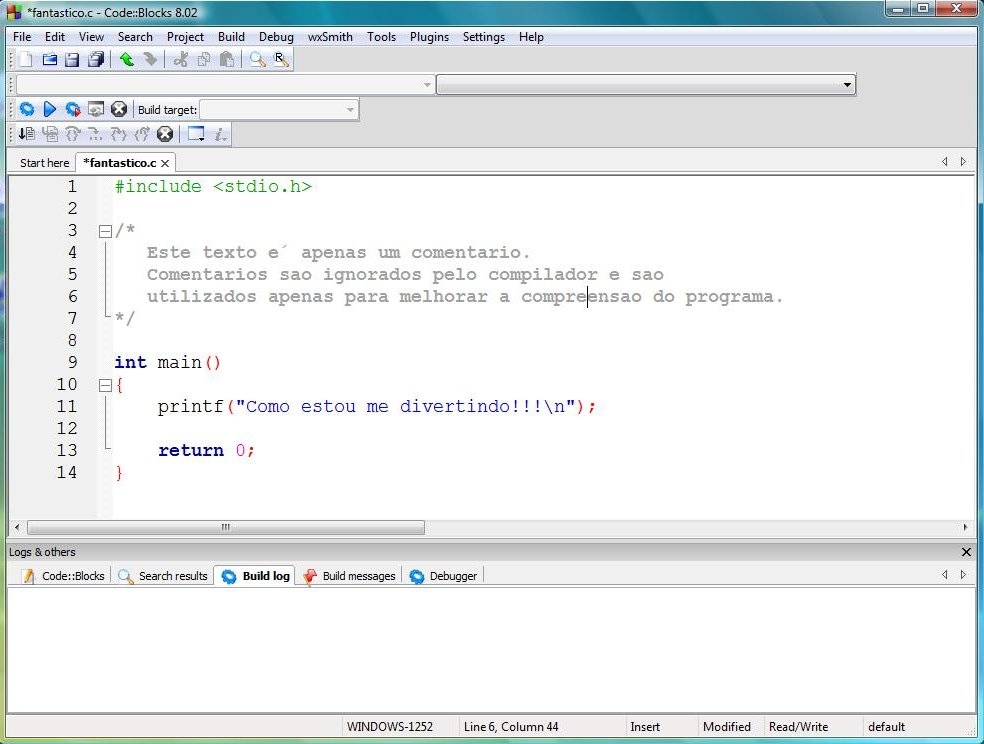 *fantastico.c - Code::Blocks 8.02
File Edit View Search Project Build Debug wxSmith Tools Plugins Settings Help
Build target:
Start here *fantastico.c
1 #include <stdio.h>
2
3 /*
4 Este texto e´ apenas um comentario.
5 Comentarios sao ignorados pelo compilador e sao
6 utilizados apenas para melhorar a compreensao do programa.
7 */
8
9 int main()
10 {
11 printf("Como estou me divertindo!!!\n");
12
13 return 0;
14 }
Logs & others
Code::Blocks Search results Build log Build messages Debugger
WINDOWS-1252 Line 6, Column 44 Insert Modified Read/Write default